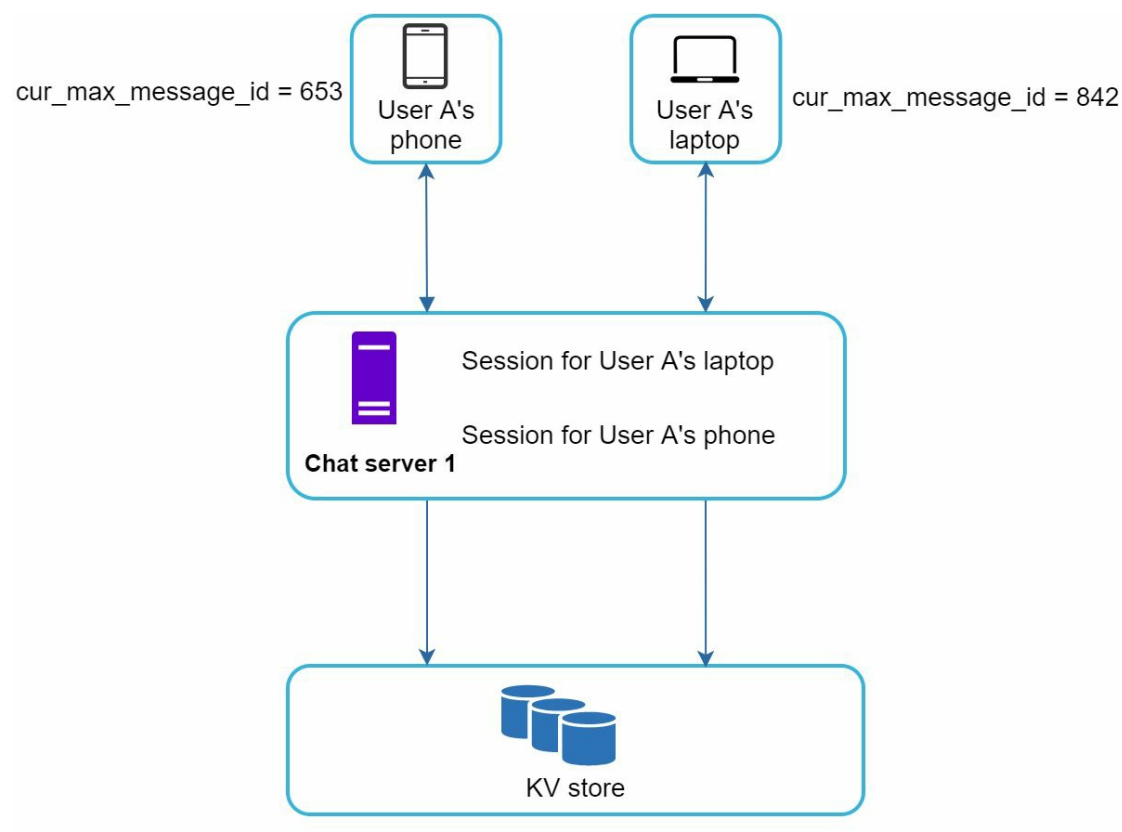 cur_max_message_id = 653
User A's
phone
User A's
laptop
cur_max_message_id = 842
Session for User A's laptop
Session for User A's phone
Chat server 1
KV store